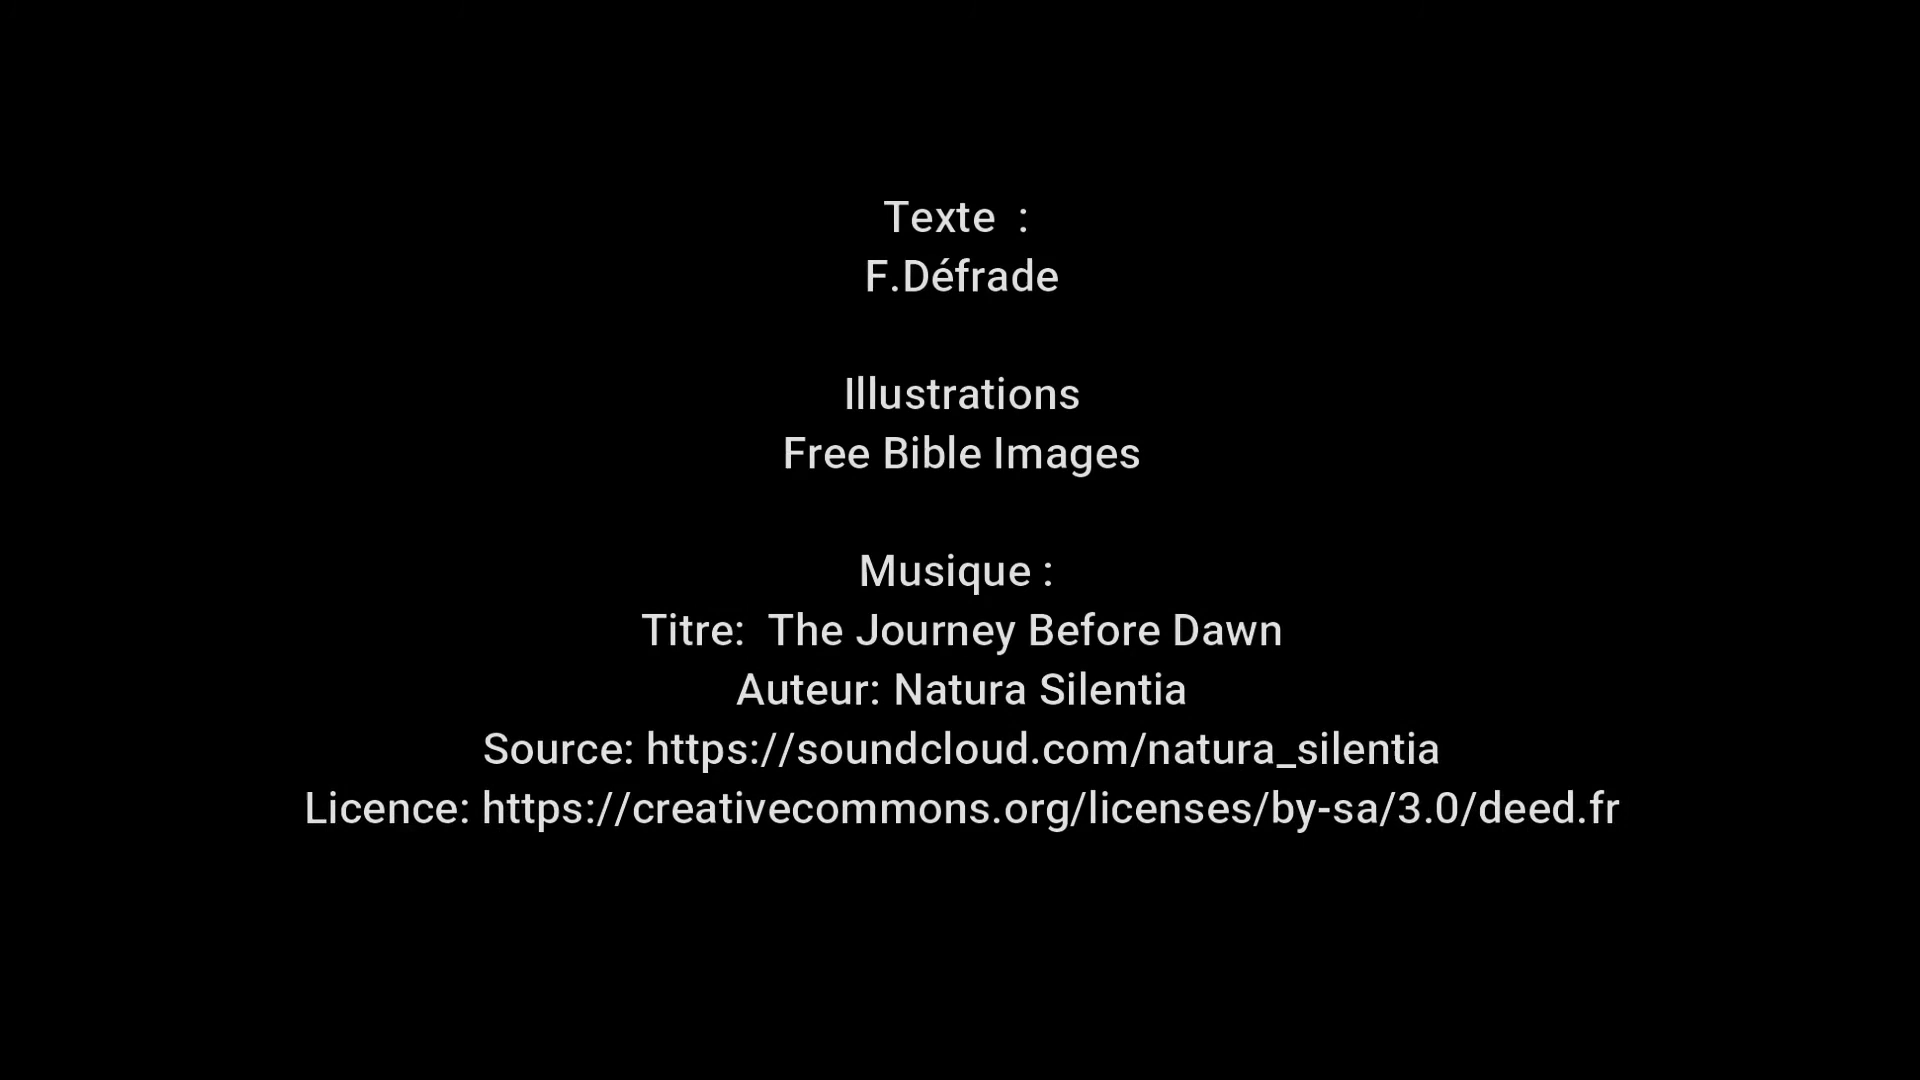 Texte  :
F.Défrade
Illustrations
Free Bible Images
Musique :
Titre:  The Journey Before Dawn
Auteur: Natura Silentia
Source: https://soundcloud.com/natura_silentia
Licence: https://creativecommons.org/licenses/by-sa/3.0/deed.fr